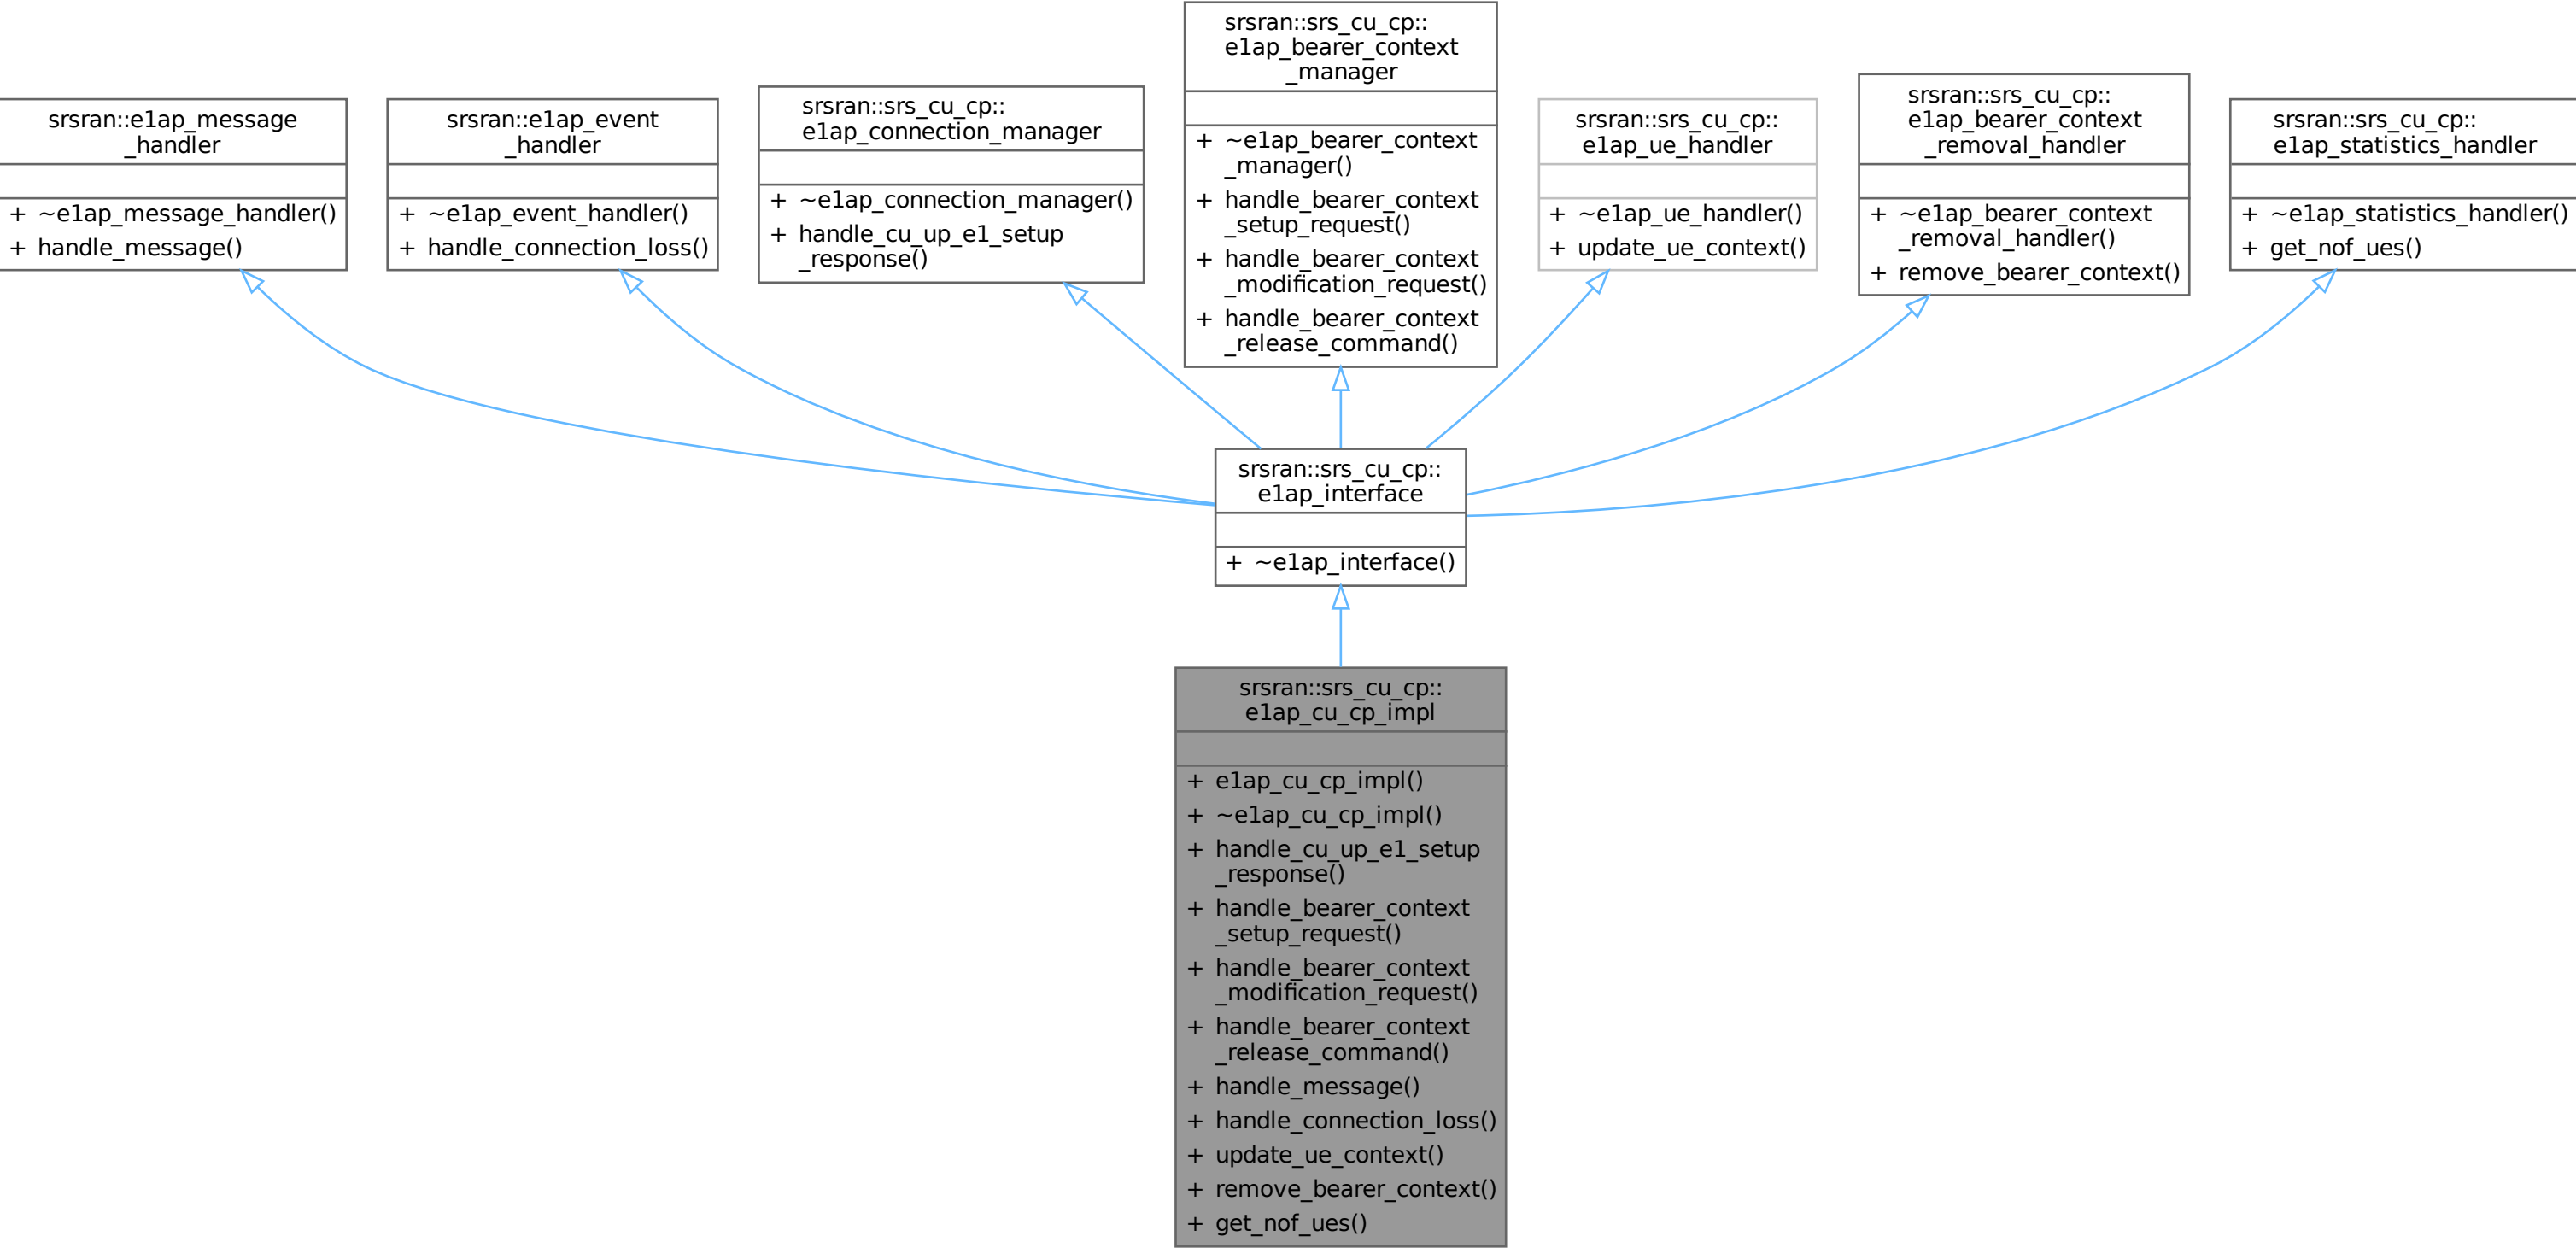 srsran::srs_cu_cp::
e1ap_bearer_context
_manager
+ ~e1ap_bearer_context
_manager()
+ handle_bearer_context
_setup_request()
+ handle_bearer_context
_modification_request()
+ handle_bearer_context
_release_command()
srsran::e1ap_message
_handler
+ ~e1ap_message_handler()
+ handle_message()
srsran::e1ap_event
_handler
+ ~e1ap_event_handler()
+ handle_connection_loss()
srsran::srs_cu_cp::
e1ap_connection_manager
+ ~e1ap_connection_manager()
+ handle_cu_up_e1_setup
_response()
srsran::srs_cu_cp::
e1ap_ue_handler
+ ~e1ap_ue_handler()
+ update_ue_context()
srsran::srs_cu_cp::
e1ap_bearer_context
_removal_handler
+ ~e1ap_bearer_context
_removal_handler()
+ remove_bearer_context()
srsran::srs_cu_cp::
e1ap_statistics_handler
+ ~e1ap_statistics_handler()
+ get_nof_ues()
srsran::srs_cu_cp::
e1ap_interface
+ ~e1ap_interface()
srsran::srs_cu_cp::
e1ap_cu_cp_impl
+ e1ap_cu_cp_impl()
+ ~e1ap_cu_cp_impl()
+ handle_cu_up_e1_setup
_response()
+ handle_bearer_context
_setup_request()
+ handle_bearer_context
_modification_request()
+ handle_bearer_context
_release_command()
+ handle_message()
+ handle_connection_loss()
+ update_ue_context()
+ remove_bearer_context()
+ get_nof_ues()